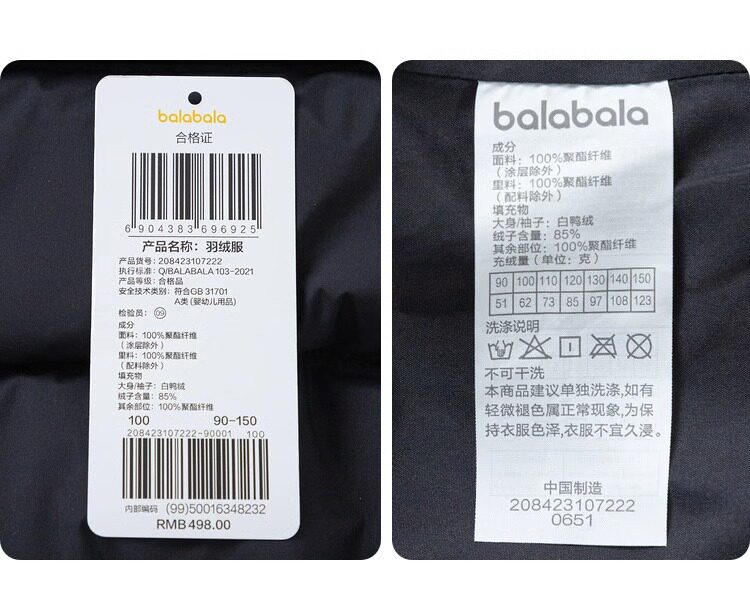 balabala
合格证
6 904383 696925
产品名称：羽绒服
产品货号：208423107222
执行标准：Q/BALABALA 103-2021
产品等级：合格品
安全技术类别：符合GB 31701
A类 (婴幼儿用品)
检验员：09
成分
面料：100%聚酯纤维
（涂层除外）
里料：100%聚酯纤维
（配料除外）
填充物
大身/袖子：白鸭绒
绒子含量：85%
其余部位：100%聚酯纤维
100 90-150
208423107222-90001 100
内部编码 (99)50016348232
RMB 498.00
balabala
成分
面料：100%聚酯纤维
（涂层除外）
里料：100%聚酯纤维
（配料除外）
填充物
大身/袖子：白鸭绒
绒子含量：85%
其余部位：100%聚酯纤维
充绒量（单位：克）
90 100 110 120 130 140 150
51 62 73 85 97 108 123
洗涤说明
不可干洗
本商品建议单独洗涤,如有
轻微褪色属正常现象,为保
持衣服色泽,衣服不宜久浸。
中国制造
208423107222
0651